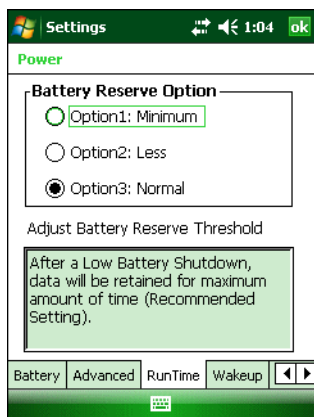 Settings 1:04 ok
Power
Battery Reserve Option
Option1: Minimum
Option2: Less
Option3: Normal
Adjust Battery Reserve Threshold
After a Low Battery Shutdown,
data will be retained for maximum
amount of time (Recommended
Setting).
Battery Advanced RunTime Wakeup